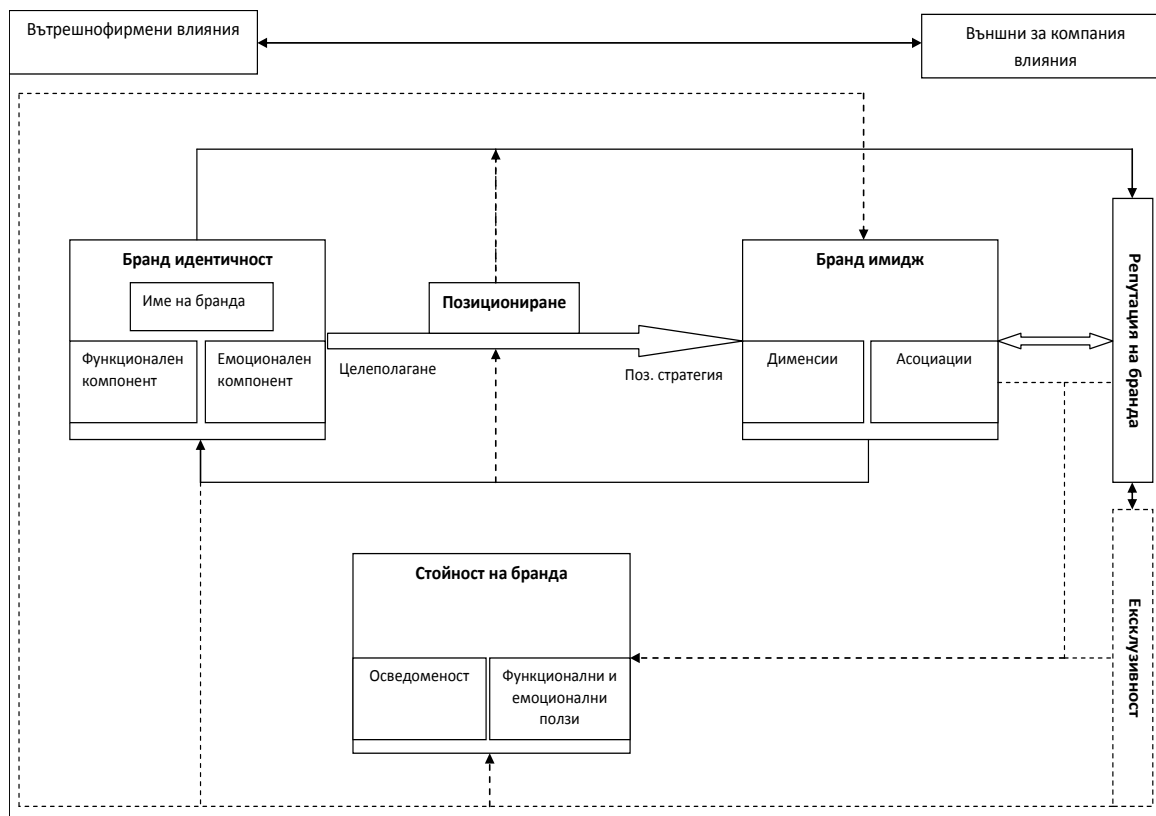 Вътрешнофирмени влияния
Външни за компания
влияния
Бранд идентичност
Име на бранда
Функционален
компонент
Емоционален
компонент
Позициониране
Целеполагане
Поз. стратегия
Бранд имидж
Дименсии
Асоциации
Репутация на бранда
Стойност на бранда
Осведоменост
Функционални и
емоционални
ползи
Ексклузивност